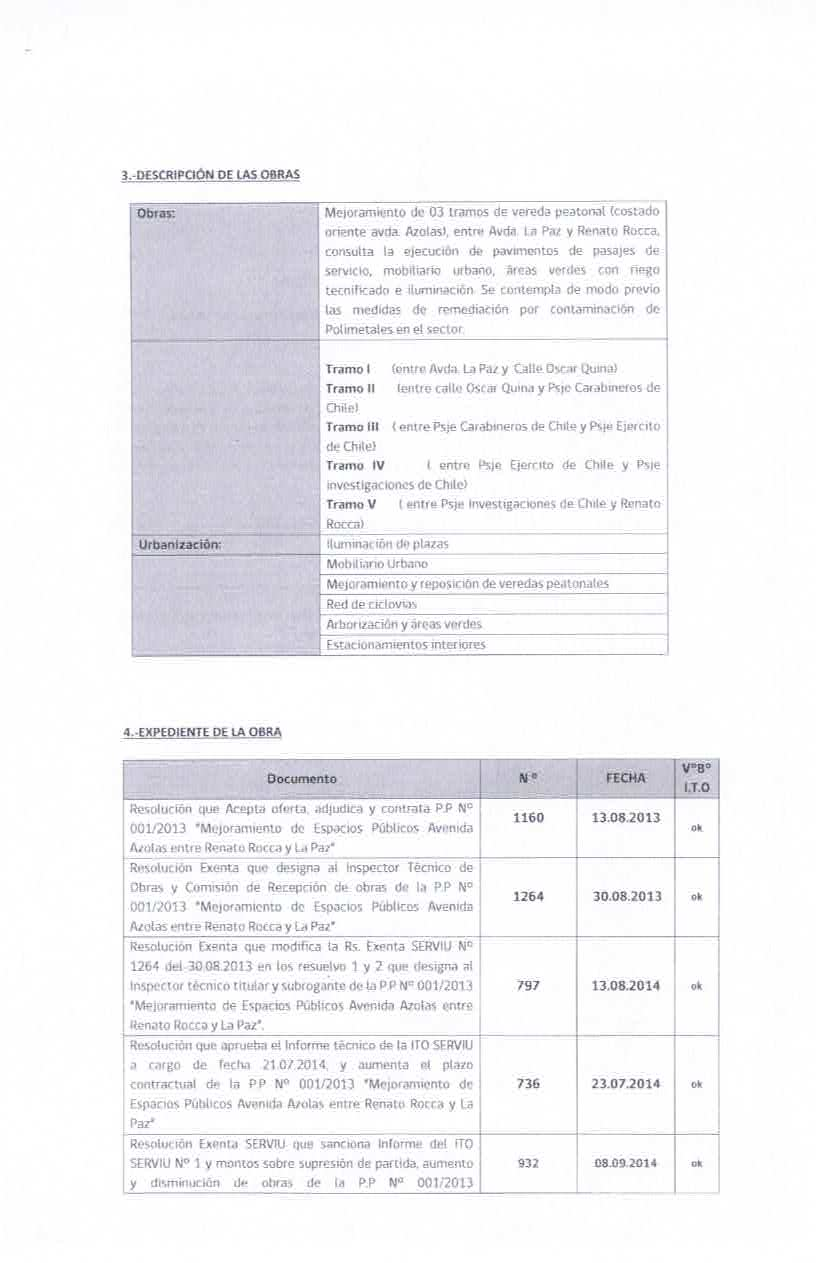 3.-DESCRIPCIÓN DE LAS OBRAS
Obras:
Mejoramiento de 03 tramos de vereda peatonal (costado
oriente avda. Azolas), entre Avda. La Paz y Renato Rocca,
consulta la ejecución de pavimentos de pasajes de
servicio, mobiliario urbano, áreas verdes con riego
tecnificado e iluminación. Se contempla de modo previo
las medidas de remediación por contaminación de
Polimetales en el sector.
Tramo I (entre Avda. La Paz y Calle Oscar Quina)
Tramo II (entre calle Oscar Quina y Psje Carabineros de
Chile)
Tramo III ( entre Psje Carabineros de Chile y Psje Ejercito
de Chile)
Tramo IV ( entre Psje Ejercito de Chile y Psje
investigaciones de Chile)
Tramo V ( entre Psje Investigaciones de Chile y Renato
Rocca)
Urbanización:
Iluminación de plazas
Mobiliario Urbano
Mejoramiento y reposición de veredas peatonales
Red de ciclovias
Arborización y áreas verdes
Estacionamientos interiores
4.-EXPEDIENTE DE LA OBRA
Documento N º FECHA VºBº
I.T.O
Resolución que Acepta oferta, adjudica y contrata P.P Nº
001/2013 "Mejoramiento de Espacios Públicos Avenida
Azolas entre Renato Rocca y La Paz"
1160 13.08.2013 ok
Resolución Exenta que designa al Inspector Técnico de
Obras y Comisión de Recepción de obras de la P.P Nº
001/2013 "Mejoramiento de Espacios Públicos Avenida
Azolas entre Renato Rocca y La Paz"
1264 30.08.2013 ok
Resolución Exenta que modifica la Rs. Exenta SERVIU Nº
1264 del 30.08.2013 en los resuelvo 1 y 2 que designa al
Inspector técnico titular y subrogante de la P.P Nº 001/2013
"Mejoramiento de Espacios Públicos Avenida Azolas entre
Renato Rocca y La Paz".
797 13.08.2014 ok
Resolución que aprueba el Informe técnico de la ITO SERVIU
a cargo de fecha 21.07.2014, y aumenta el plazo
contractual de la P.P Nº 001/2013 "Mejoramiento de
Espacios Públicos Avenida Azolas entre Renato Rocca y La
Paz"
736 23.07.2014 ok
Resolución Exenta SERVIU que sanciona Informe del ITO
SERVIU Nº 1 y montos sobre supresión de partida, aumento
y disminución de obras de la P.P Nº 001/2013
932 08.09.2014 ok